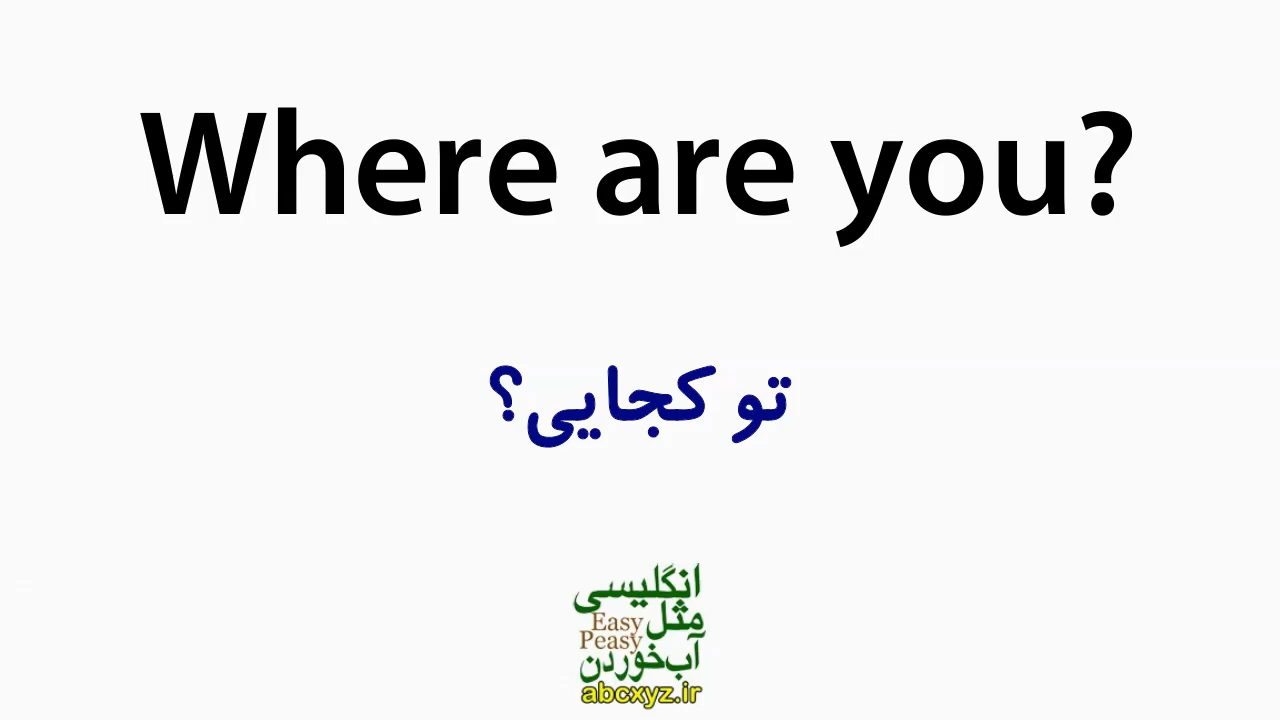 Where are you?
تو کجایی؟
انگلیسی
مثل Easy
Peasy
آب‌خوردن
abcxyz.ir